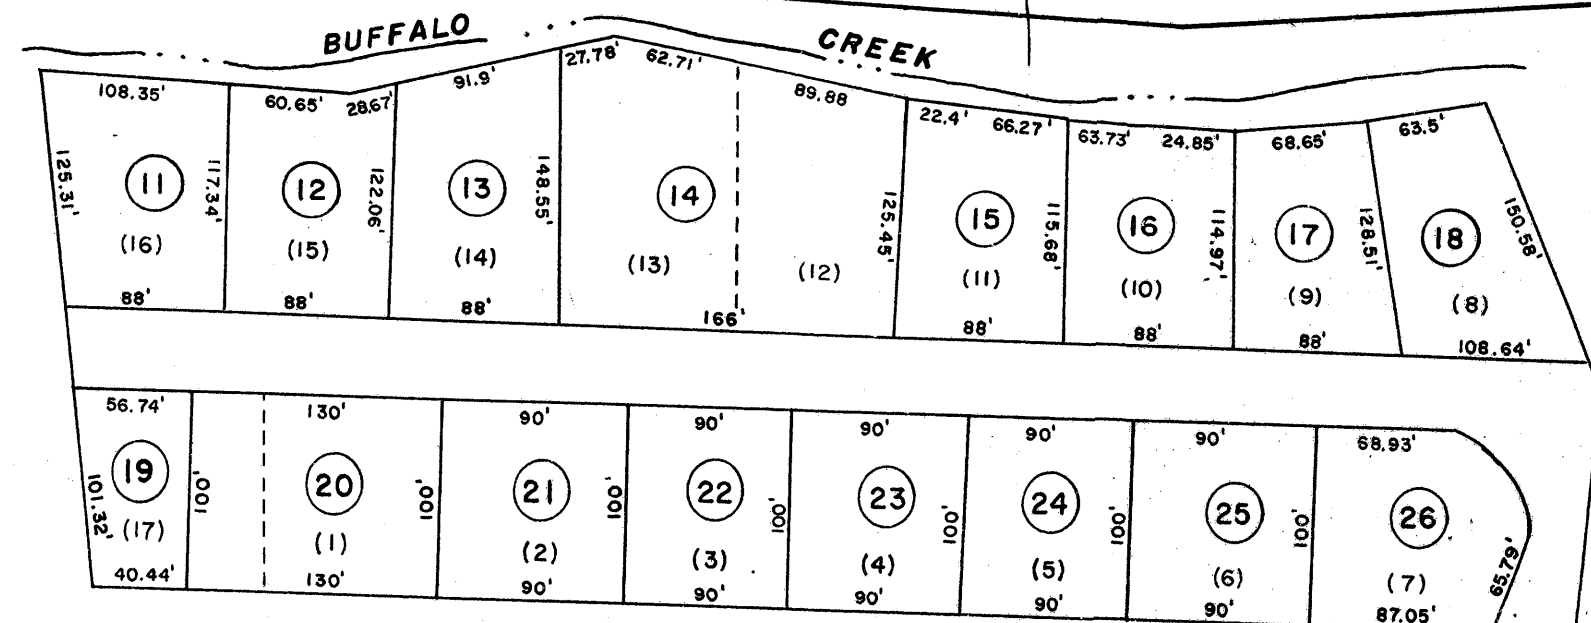 BUFFALO CREEK
108.35' 60.65' 28.67' 91.9' 27.78' 62.71' 89.88 22.4' 66.27' 63.73' 24.85' 68.65' 63.5'
125.31' 117.34' 122.06' 148.55' 125.45' 115.68' 114.97' 128.51' 150.58'
11 12 13 14 15 16 17 18
(16) (15) (14) (13) (12) (11) (10) (9) (8)
88' 88' 88' 166' 88' 88' 88' 108.64'
56.74' 130' 90' 90' 90' 90' 90' 68.93'
19 20 21 22 23 24 25 26
101.32' 100' 100' 100' 100' 100' 100' 100' 65.79'
(17) (1) (2) (3) (4) (5) (6) (7)
40.44' 130' 90' 90' 90' 90' 90' 87.05'